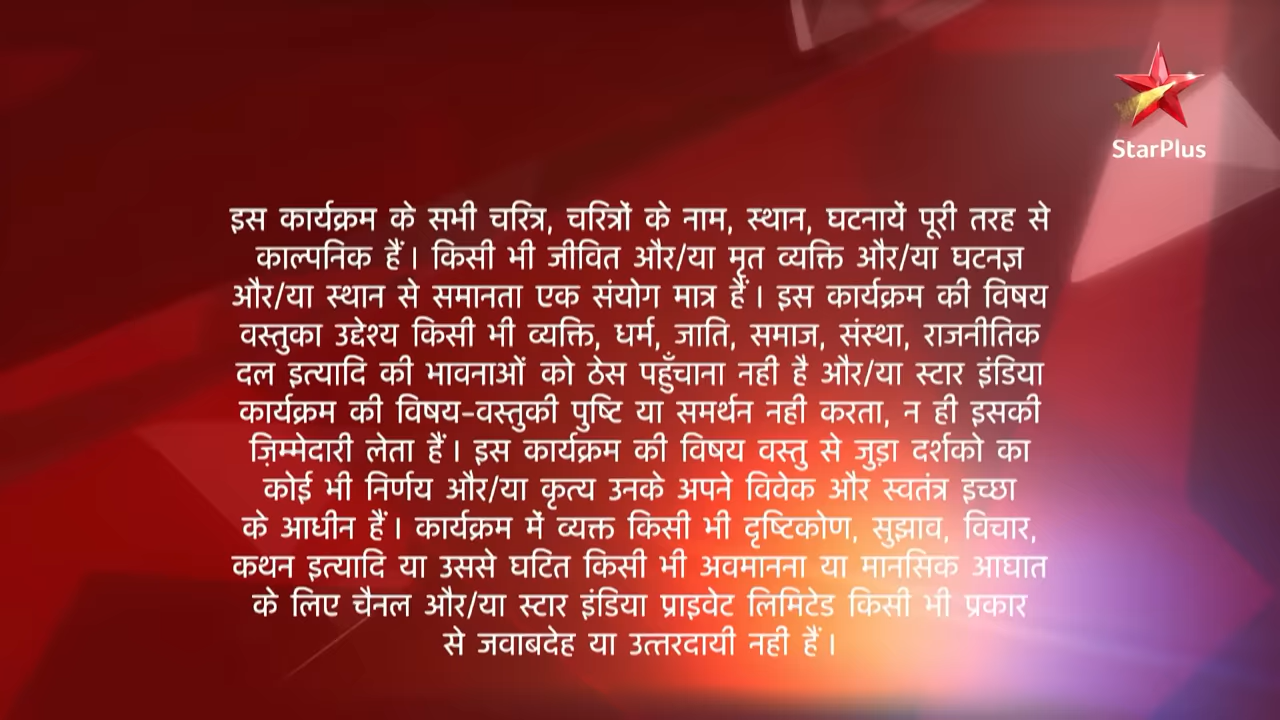 StarPlus
इस कार्यक्रम के सभी चरित्र, चरित्रों के नाम, स्थान, घटनायें पूरी तरह से
काल्पनिक हैं। किसी भी जीवित और/या मृत व्यक्ति और/या घटनज्ञ
और/या स्थान से समानता एक संयोग मात्र हैं। इस कार्यक्रम की विषय
वस्तुका उद्देश्य किसी भी व्यक्ति, धर्म, जाति, समाज, संस्था, राजनीतिक
दल इत्यादि की भावनाओं को ठेस पहुँचाना नही है और/या स्टार इंडिया
कार्यक्रम की विषय-वस्तुकी पुष्टि या समर्थन नही करता, न ही इसकी
ज़िम्मेदारी लेता हैं। इस कार्यक्रम की विषय वस्तु से जुड़ा दर्शको का
कोई भी निर्णय और/या कृत्य उनके अपने विवेक और स्वतंत्र इच्छा
के आधीन हैं। कार्यक्रम में व्यक्त किसी भी दृष्टिकोण, सुझाव, विचार,
कथन इत्यादि या उससे घटित किसी भी अवमानना या मानसिक आघात
के लिए चैनल और/या स्टार इंडिया प्राइवेट लिमिटेड किसी भी प्रकार
से जवाबदेह या उत्तरदायी नही हैं।